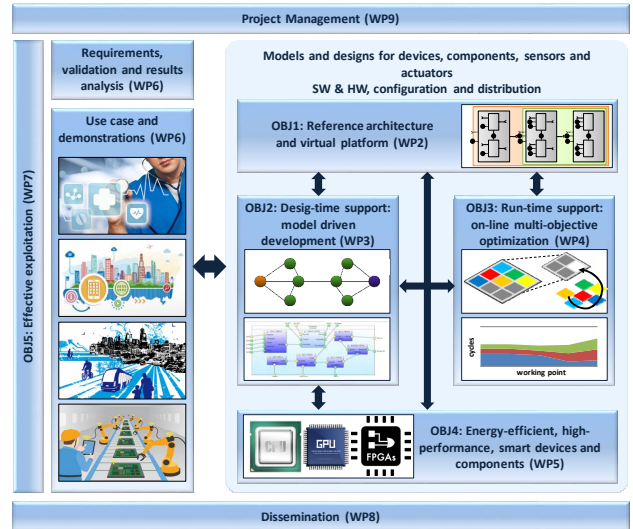 Project Management (WP9)
OBJ5: Effective exploitation (WP7)
Requirements,
validation and results
analysis (WP6)
Use case and
demonstrations (WP6)
Models and designs for devices, components, sensors and
actuators
SW & HW, configuration and distribution
OBJ1: Reference architecture
and virtual platform (WP2)
OBJ2: Desig-time support:
model driven
development (WP3)
OBJ3: Run-time support:
on-line multi-objective
optimization (WP4)
cycles
working point
CPU
GPU
FPGAs
OBJ4: Energy-efficient, high-
performance, smart devices and
components (WP5)
Dissemination (WP8)